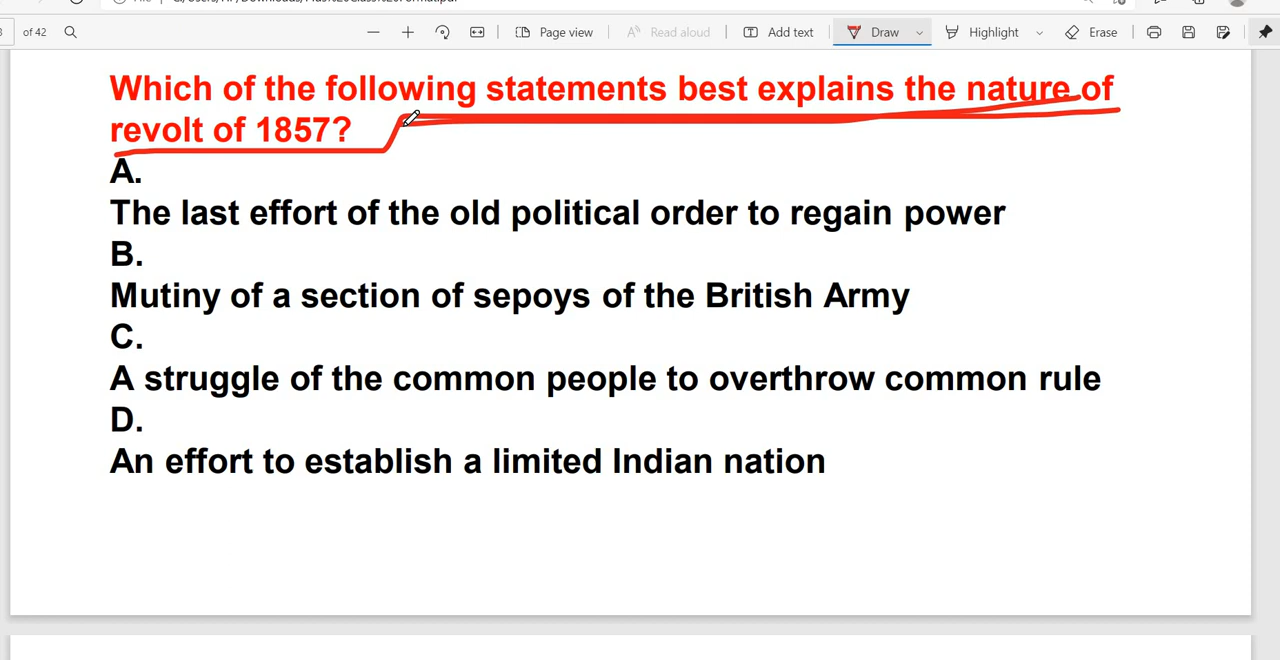 of 42 Page view Read aloud Add text Draw Highlight Erase
Which of the following statements best explains the nature of
revolt of 1857?
A.
The last effort of the old political order to regain power
B.
Mutiny of a section of sepoys of the British Army
C.
A struggle of the common people to overthrow common rule
D.
An effort to establish a limited Indian nation